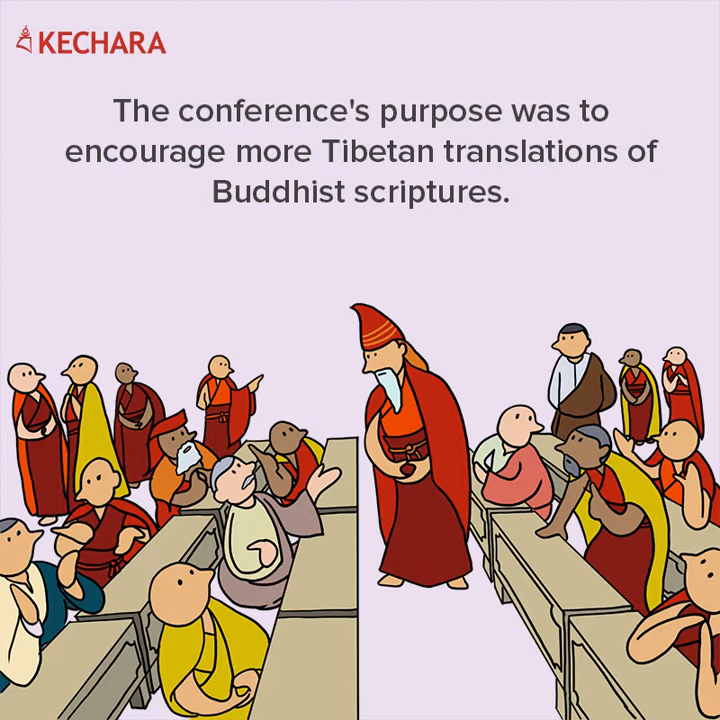 KECHARA
The conference's purpose was to
encourage more Tibetan translations of
Buddhist scriptures.